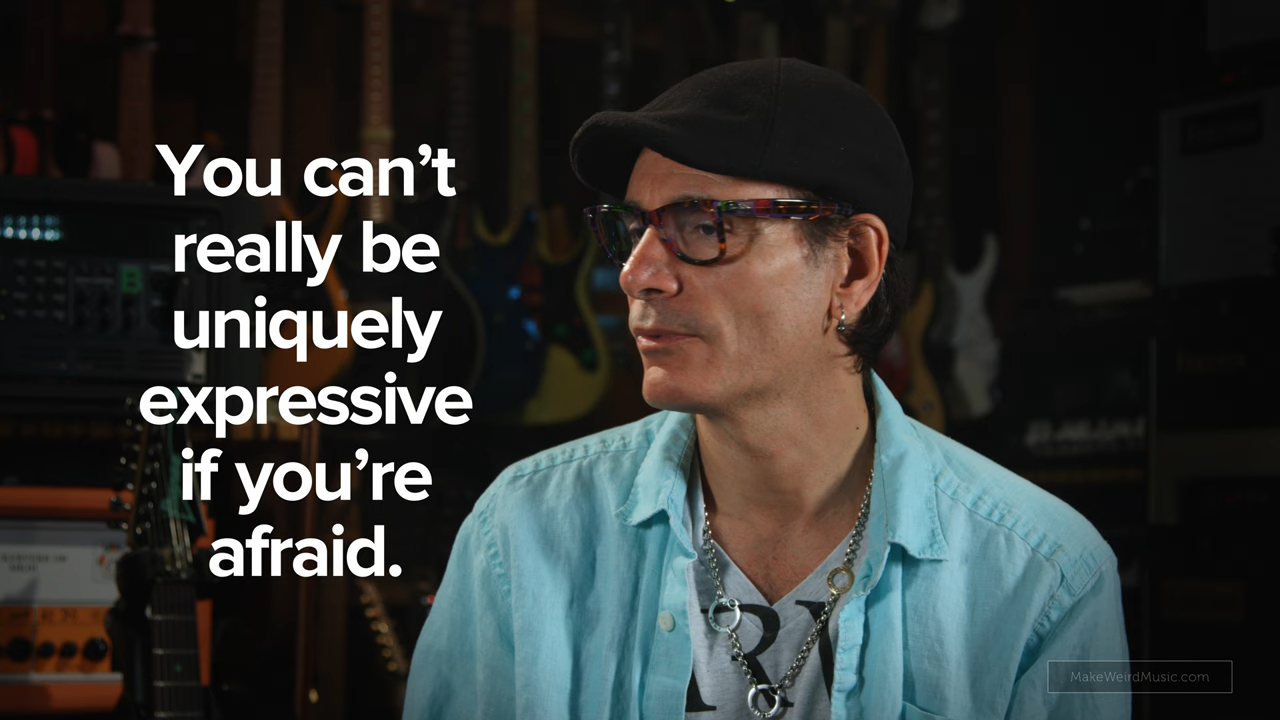 You can’t
really be
uniquely
expressive
if you’re
afraid.
B
MakeWeirdMusic.com